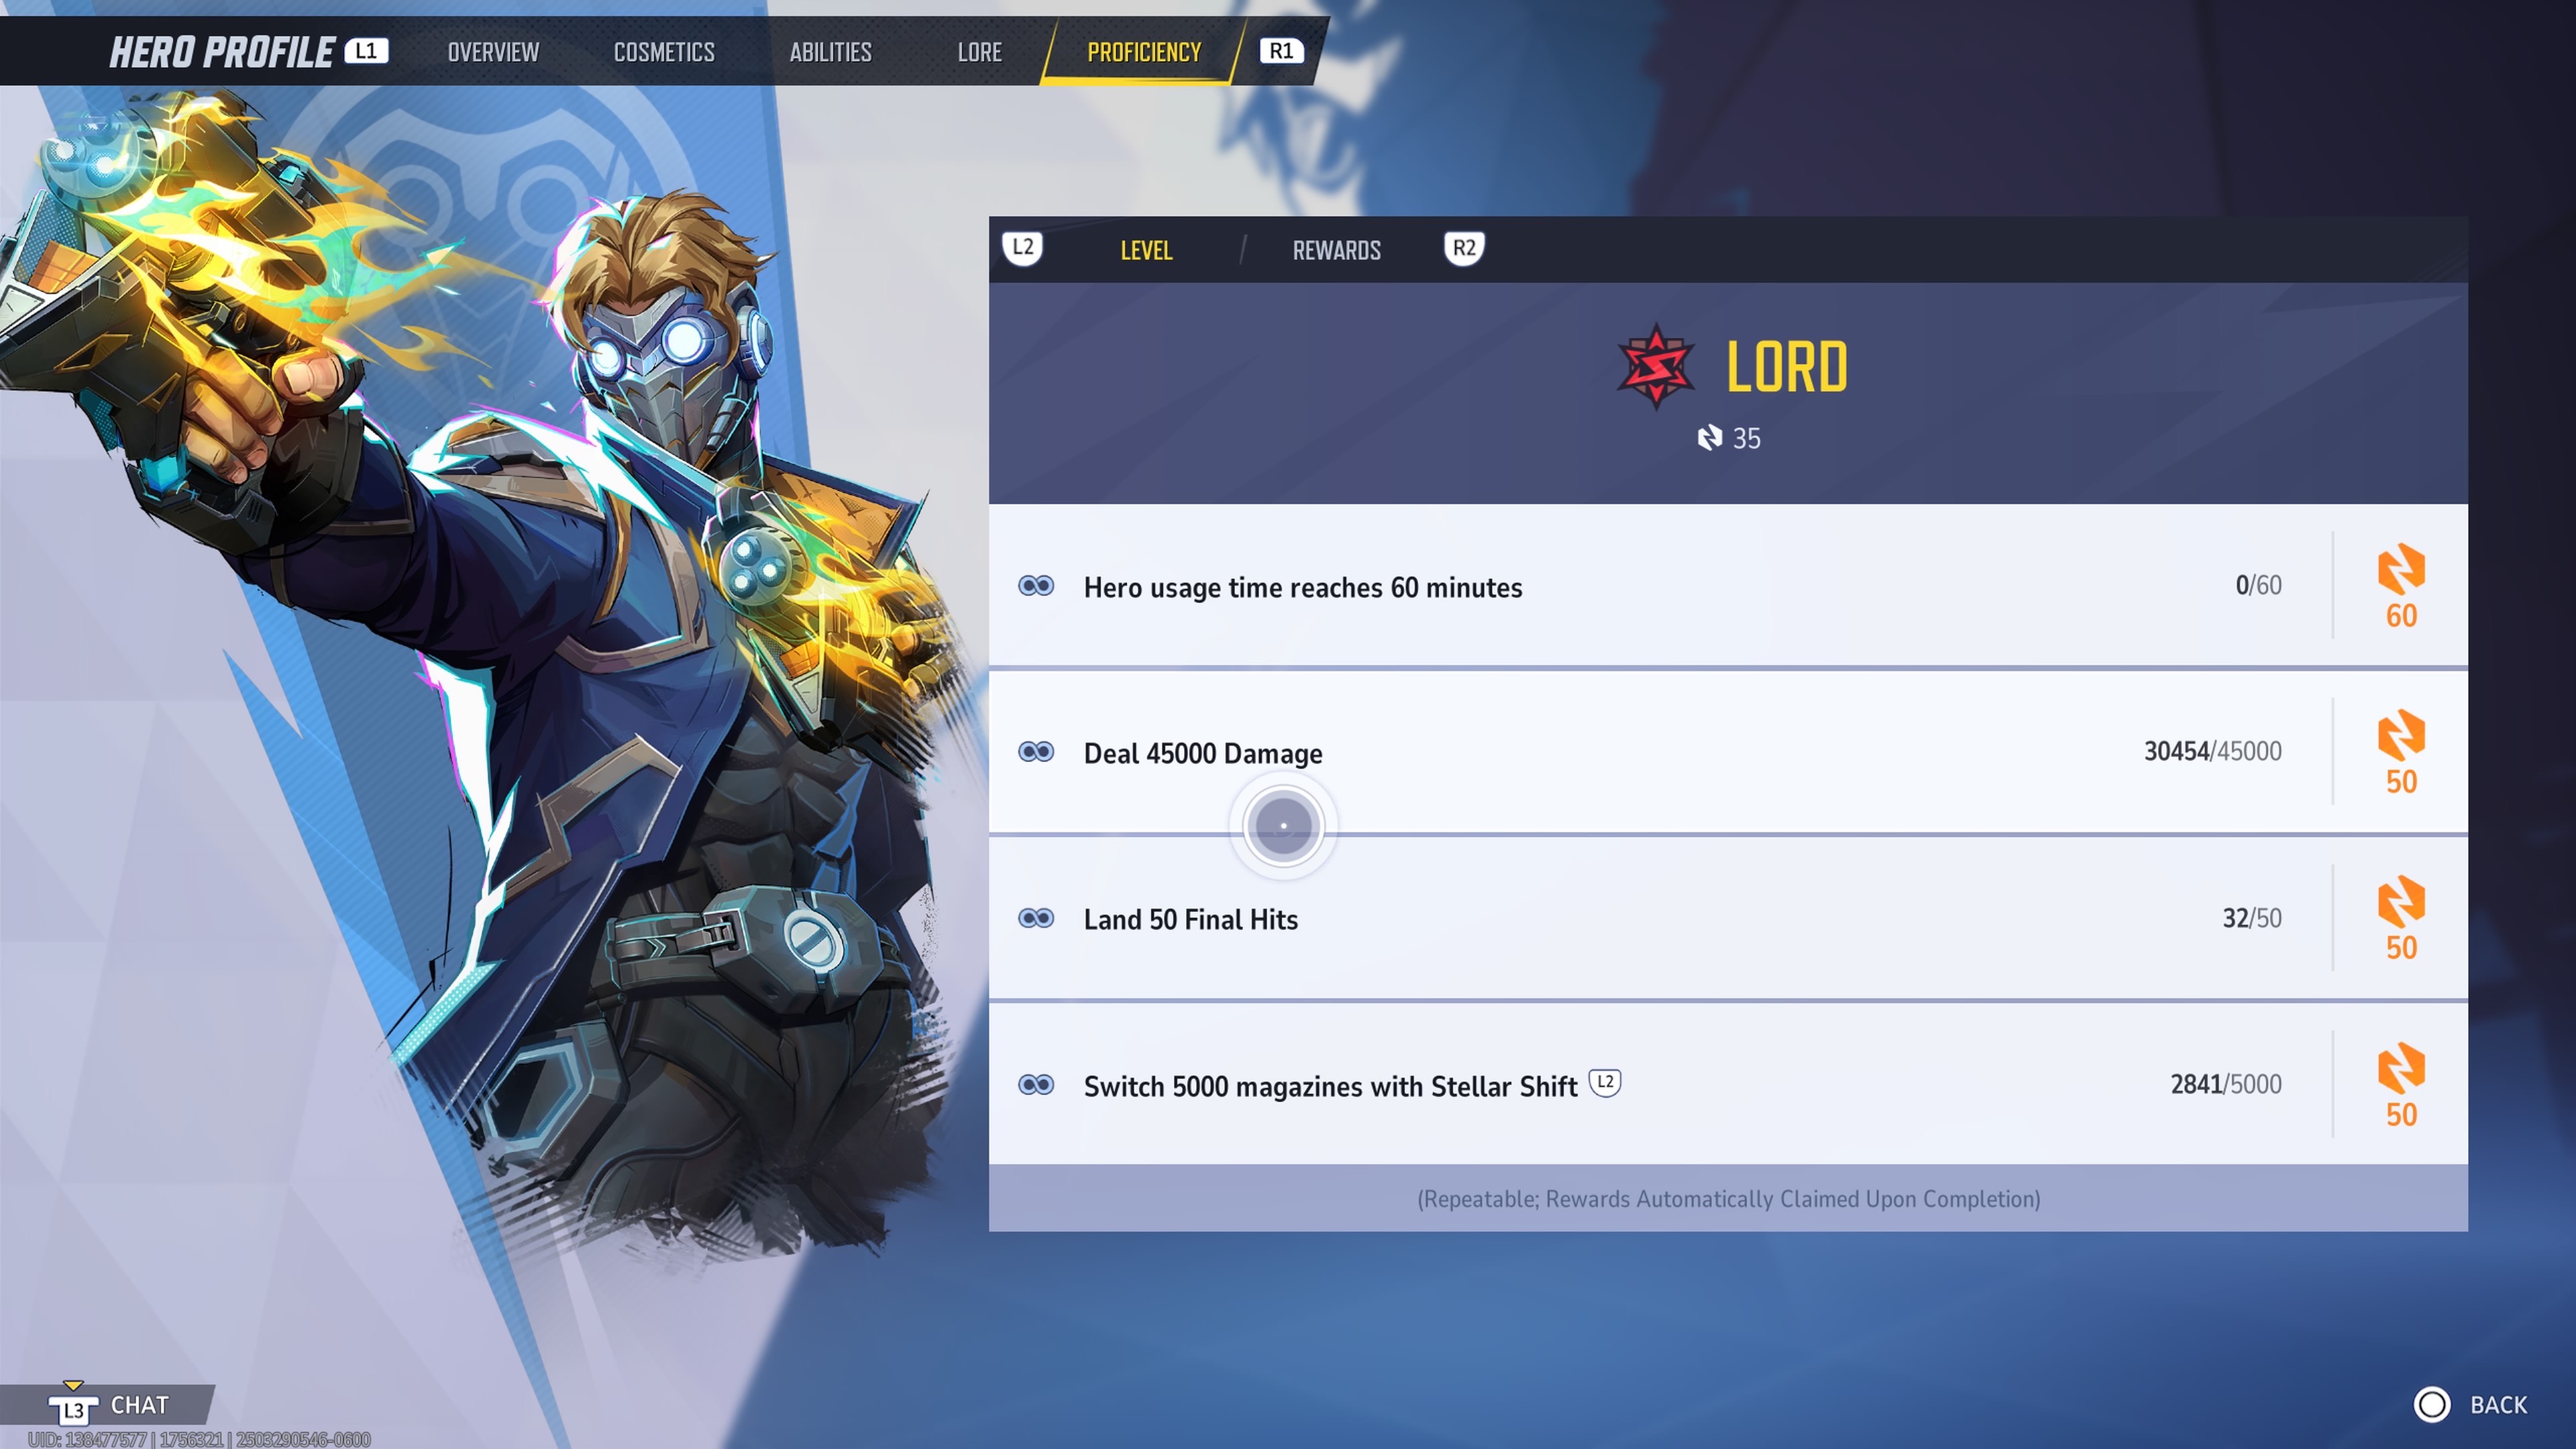 HERO PROFILE L1 OVERVIEW COSMETICS ABILITIES LORE PROFICIENCY R1
L2 LEVEL / REWARDS R2
LORD
35
Hero usage time reaches 60 minutes 0/60 60
Deal 45000 Damage 30454/45000 50
Land 50 Final Hits 32/50 50
Switch 5000 magazines with Stellar Shift L2 2841/5000 50
(Repeatable; Rewards Automatically Claimed Upon Completion)
L3 CHAT
BACK
UID: 138477577 | 1756321 | 2503290546-0600